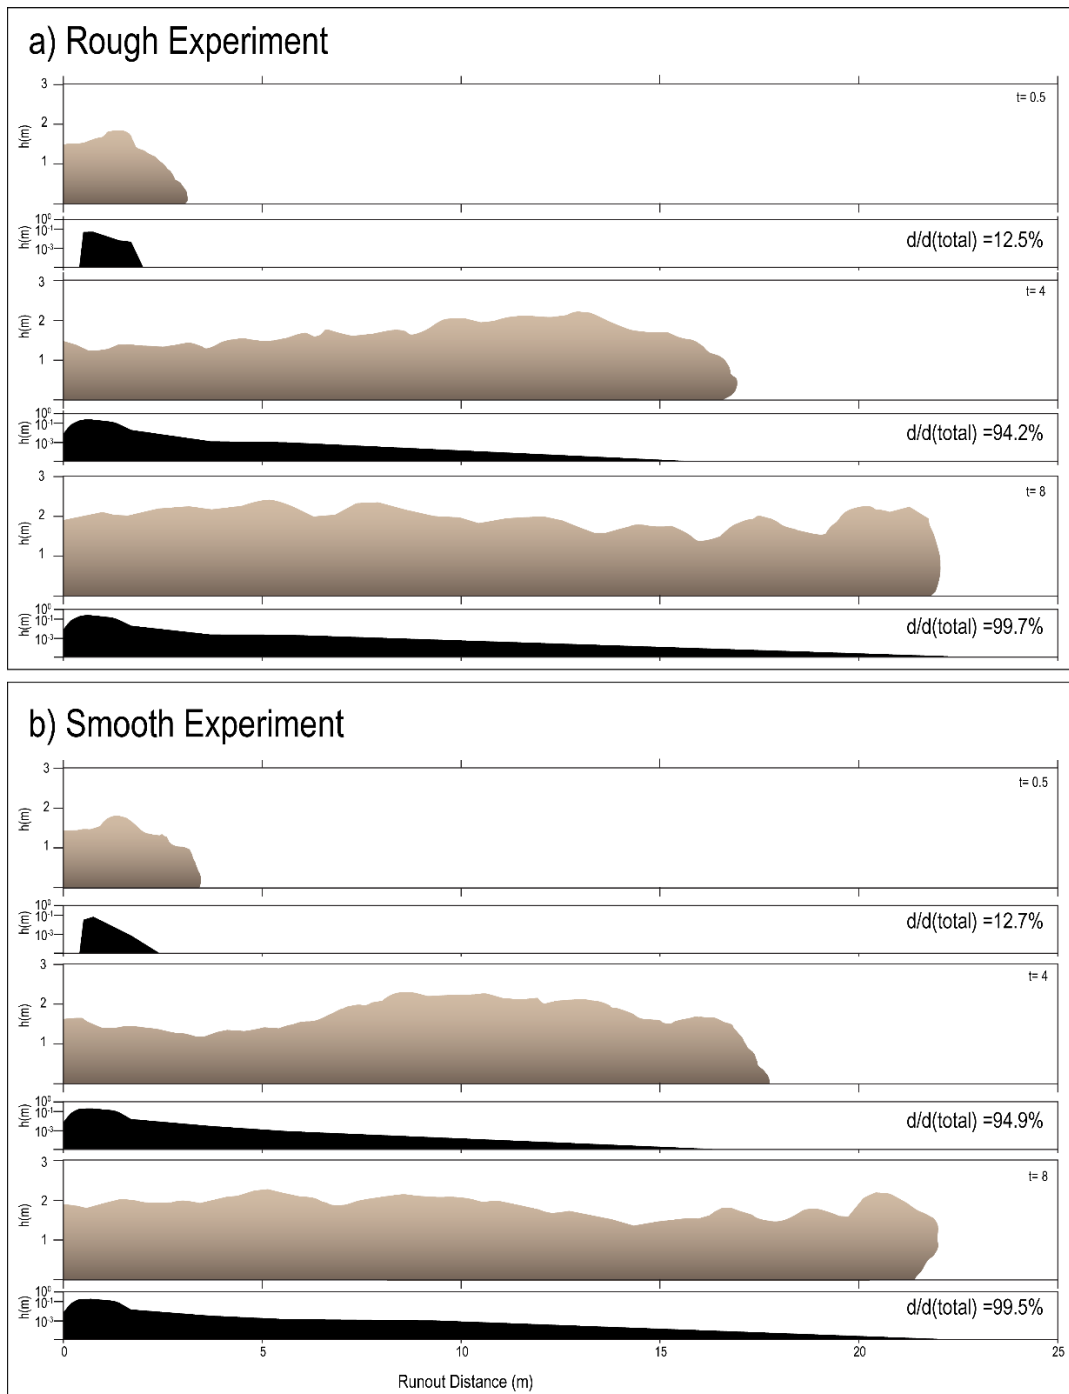 a) Rough Experiment
3
2
1
h(m)
t= 0.5
10⁰
10⁻¹
10⁻³
h(m)
d/d(total) =12.5%
3
2
1
h(m)
t= 4
10⁰
10⁻¹
10⁻³
h(m)
d/d(total) =94.2%
3
2
1
h(m)
t= 8
10⁰
10⁻¹
10⁻³
h(m)
d/d(total) =99.7%
b) Smooth Experiment
3
2
1
h(m)
t= 0.5
10⁰
10⁻¹
10⁻³
h(m)
d/d(total) =12.7%
3
2
1
h(m)
t= 4
10⁰
10⁻¹
10⁻³
h(m)
d/d(total) =94.9%
3
2
1
h(m)
t= 8
10⁰
10⁻¹
10⁻³
h(m)
d/d(total) =99.5%
0 5 10 15 20 25
Runout Distance (m)